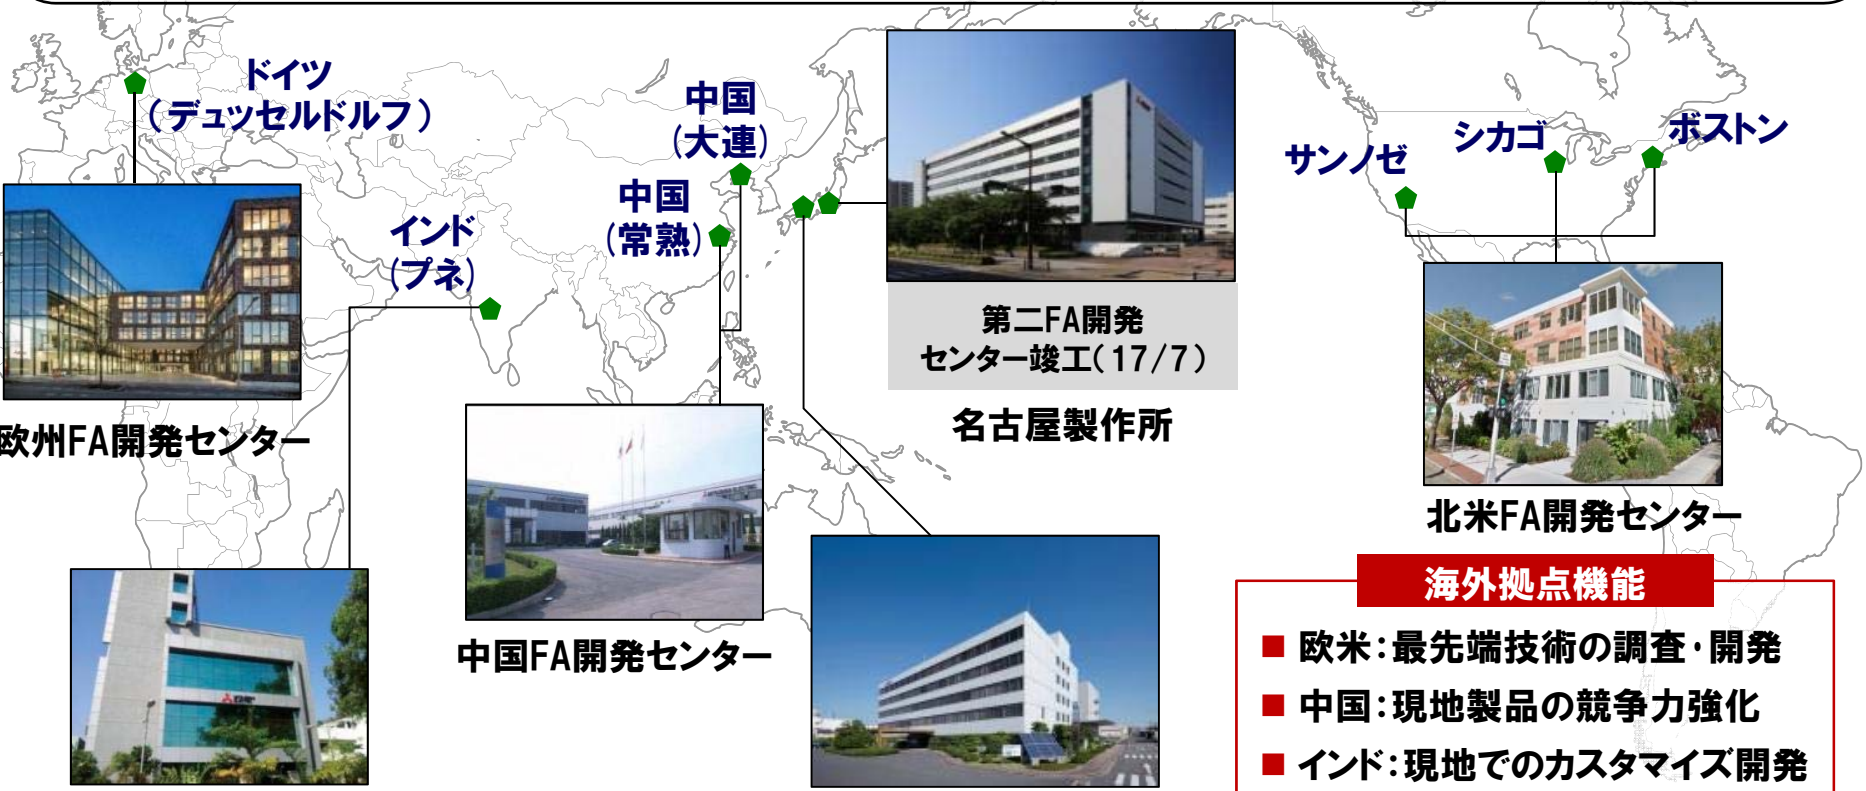 ドイツ
(デュッセルドルフ)
中国
(大連)
中国
(常熟)
インド
(プネ)
サンノゼ
シカゴ
ボストン
第二FA開発
センター竣工(17/7)
名古屋製作所
欧州FA開発センター
中国FA開発センター
北米FA開発センター
海外拠点機能
■ 欧米:最先端技術の調査・開発
■ 中国:現地製品の競争力強化
■ インド:現地でのカスタマイズ開発